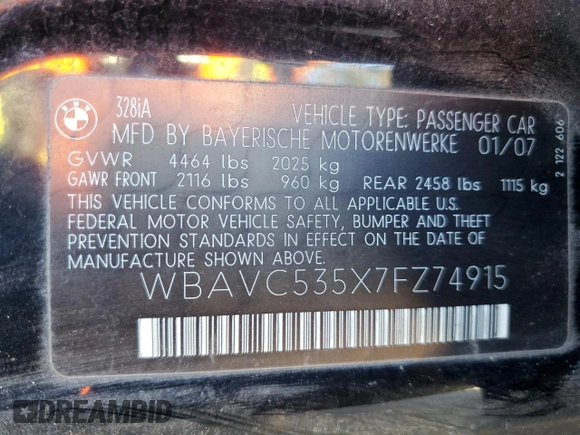 BMW
328iA
VEHICLE TYPE: PASSENGER CAR
MFD BY BAYERISCHE MOTORENWERKE 01/07
GVWR 4464 lbs 2025 kg
GAWR FRONT 2116 lbs 960 kg REAR 2458 lbs 1115 kg
THIS VEHICLE CONFORMS TO ALL APPLICABLE U.S.
FEDERAL MOTOR VEHICLE SAFETY, BUMPER AND THEFT
PREVENTION STANDARDS IN EFFECT ON THE DATE OF
MANUFACTURE SHOWN ABOVE.
WBAVC535X7FZ74915
2 122 606
DREAMBID